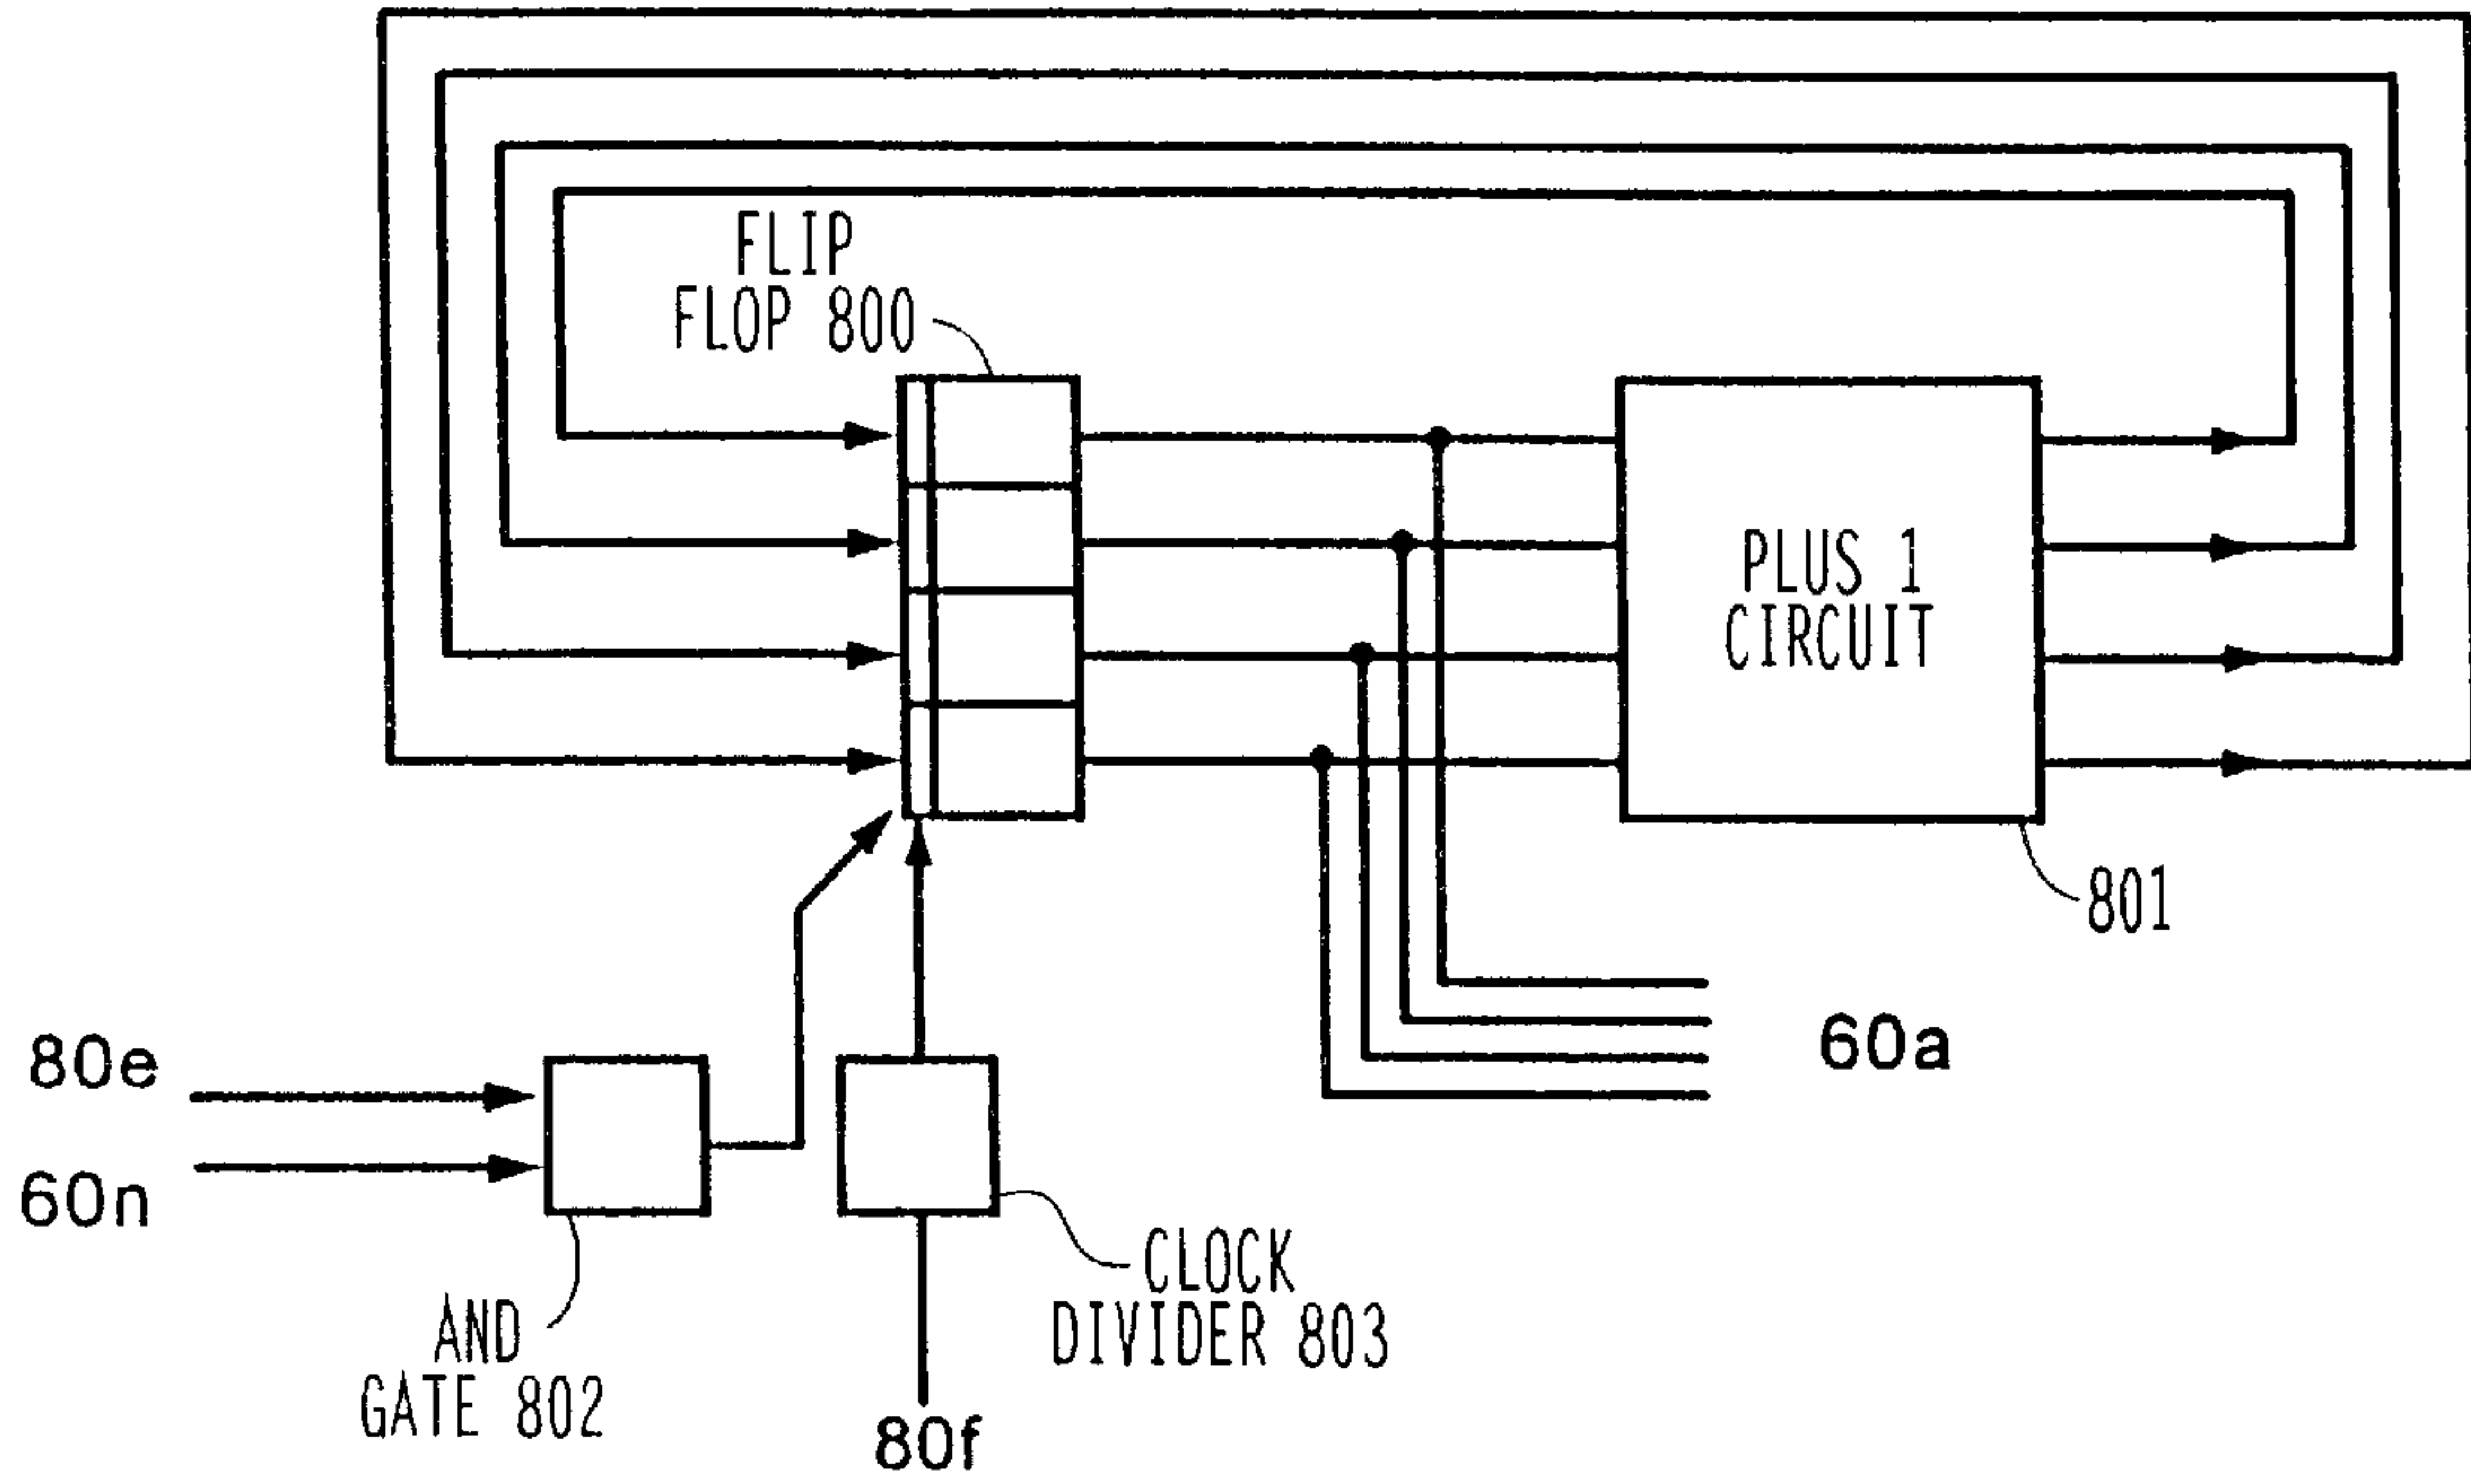 FLIP
FLOP 800
PLUS 1
CIRCUIT
801
60a
80e
60n
AND
GATE 802
CLOCK
DIVIDER 803
80f